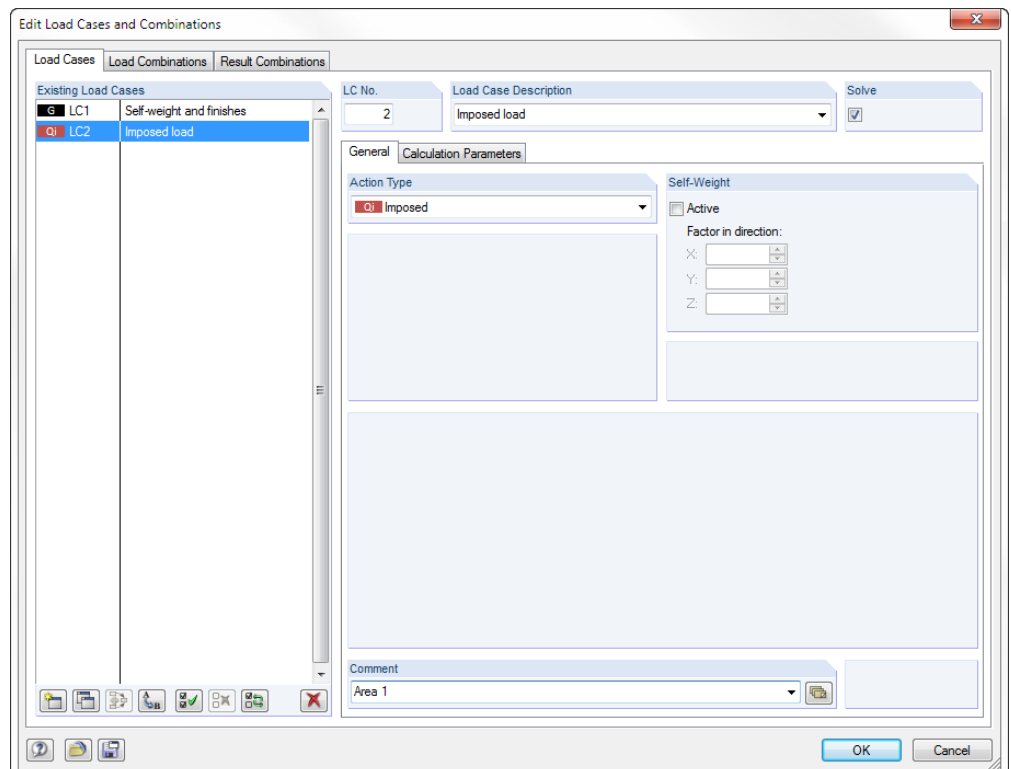 Edit Load Cases and Combinations
Load Cases Load Combinations Result Combinations
Existing Load Cases
G LC1 Self-weight and finishes
Qi LC2 Imposed load
LC No.
2
Load Case Description
Imposed load
Solve
General Calculation Parameters
Action Type
Qi Imposed
Self-Weight
Active
Factor in direction:
X:
Y:
Z:
Comment
Area 1
OK Cancel